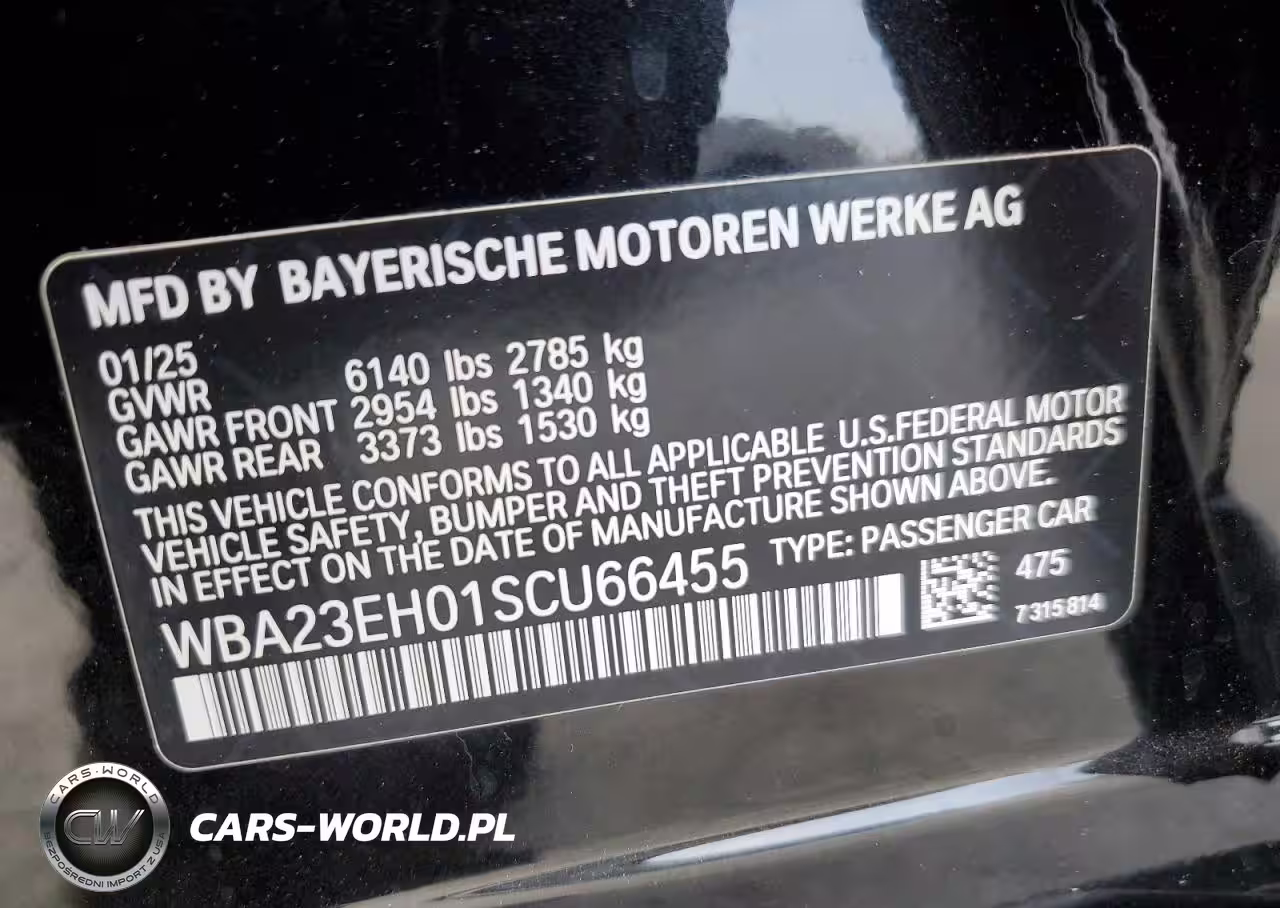 MFD BY BAYERISCHE MOTOREN WERKE AG
01/25
GVWR 6140 lbs 2785 kg
GAWR FRONT 2954 lbs 1340 kg
GAWR REAR 3373 lbs 1530 kg
THIS VEHICLE CONFORMS TO ALL APPLICABLE U.S.FEDERAL MOTOR
VEHICLE SAFETY, BUMPER AND THEFT PREVENTION STANDARDS
IN EFFECT ON THE DATE OF MANUFACTURE SHOWN ABOVE.
WBA23EH01SCU66455 TYPE: PASSENGER CAR
475
7 315 814
CARS-WORLD
CW
BEZPOŚREDNI IMPORT Z USA
CARS-WORLD.PL